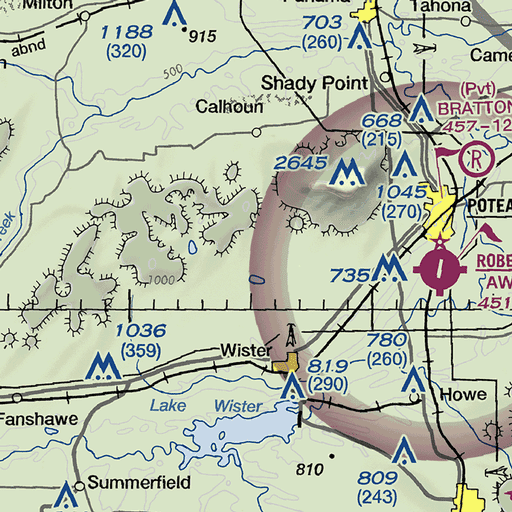 Milton
abnd
1188
(320)
915
Panama
703
(260)
Tahona
Came
500
Shady Point
Calhoun
(Pvt)
BRATTON
457-12
668
(215)
R
2645
1045
(270)
POTEA
eek
1000
735
ROBE
AW
451
1036
(359)
Wister
819
(290)
780
(260)
Howe
Fanshawe
Lake Wister
810
809
(243)
Summerfield